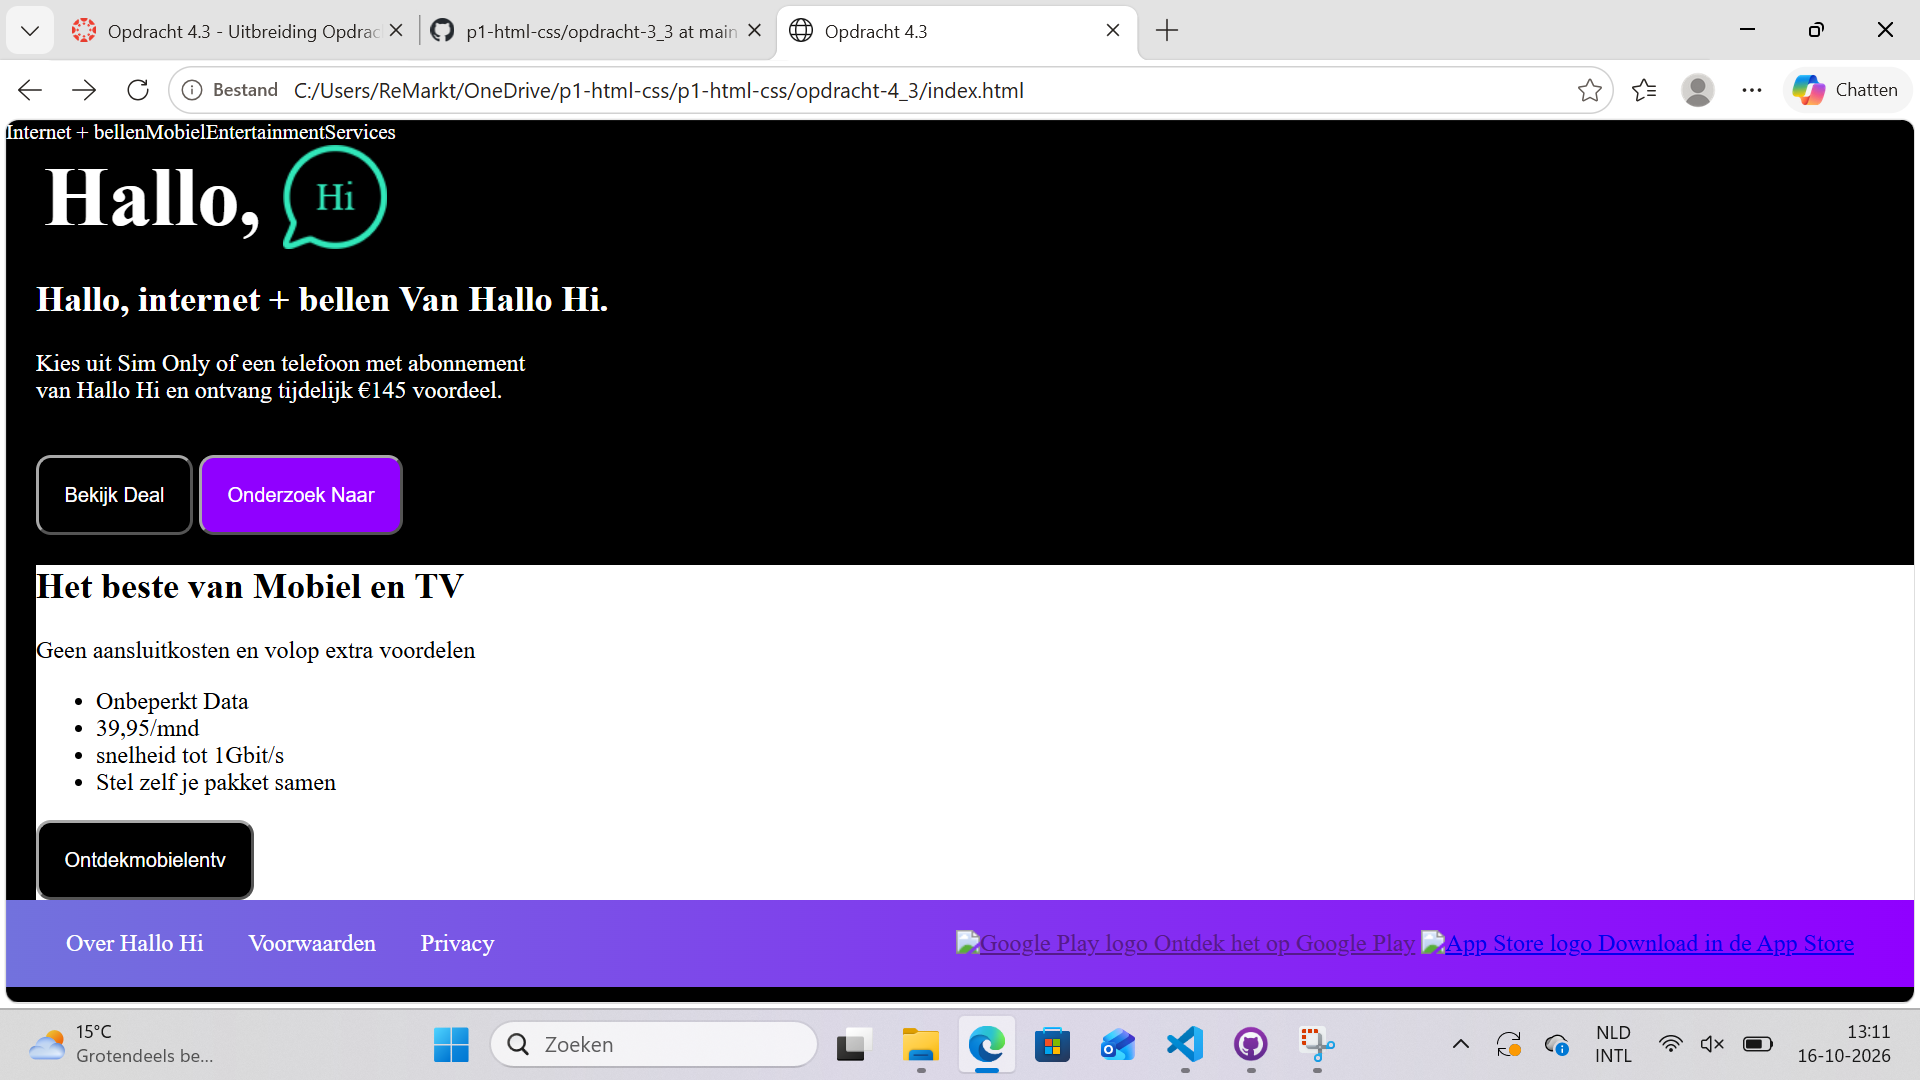 Opdracht 4.3 - Uitbreiding Opdrac
p1-html-css/opdracht-3_3 at main
Opdracht 4.3
Bestand
C:/Users/ReMarkt/OneDrive/p1-html-css/p1-html-css/opdracht-4_3/index.html
Chatten
Internet + bellenMobielEntertainmentServices
Hallo,
Hi
Hallo, internet + bellen Van Hallo Hi.
Kies uit Sim Only of een telefoon met abonnement
van Hallo Hi en ontvang tijdelijk €145 voordeel.
Bekijk Deal
Onderzoek Naar
Het beste van Mobiel en TV
Geen aansluitkosten en volop extra voordelen
• Onbeperkt Data
• 39,95/mnd
• snelheid tot 1Gbit/s
• Stel zelf je pakket samen
Ontdekmobielentv
Over Hallo Hi
Voorwaarden
Privacy
Google Play logo Ontdek het op Google Play
App Store logo Download in de App Store
15°C
Grotendeels be...
Zoeken
NLD
INTL
13:11
16-10-2026